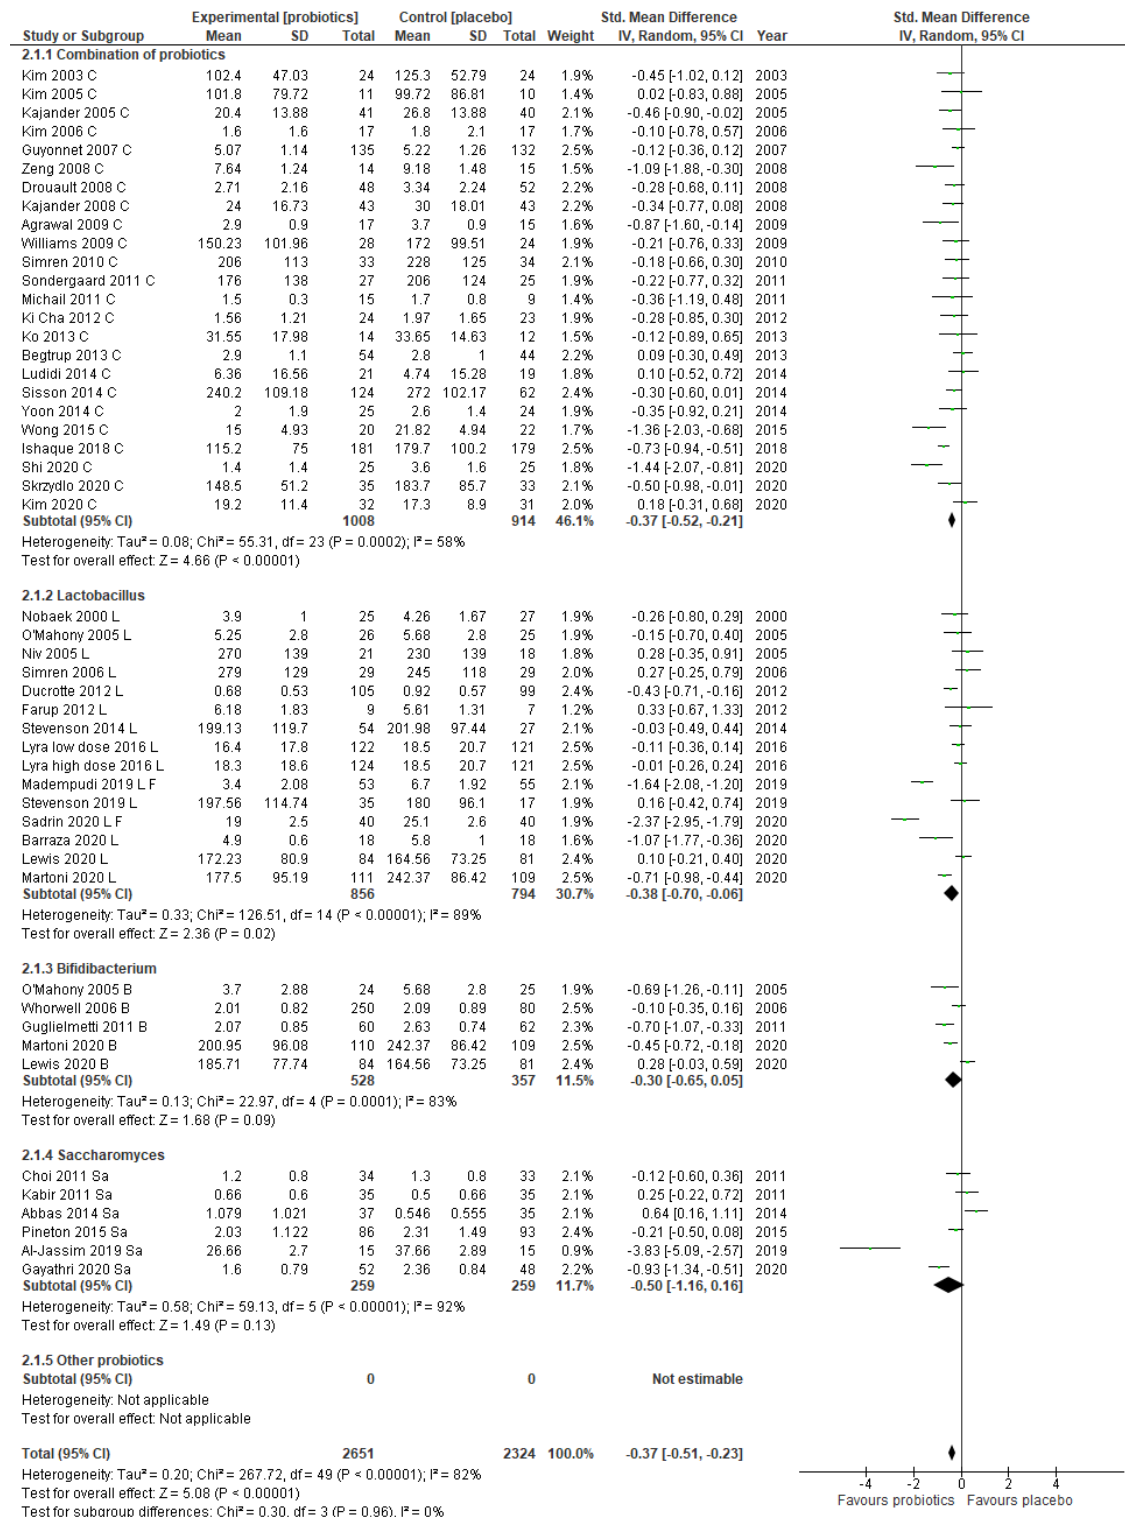 Experimental [probiotics] Control [placebo] Std. Mean Difference Std. Mean Difference
Study or Subgroup Mean SD Total Mean SD Total Weight IV, Random, 95% CI Year IV, Random, 95% CI
2.1.1 Combination of probiotics
Kim 2003 C 102.4 47.03 24 125.3 52.79 24 1.9% -0.45 [-1.02, 0.12] 2003
Kim 2005 C 101.8 79.72 11 99.72 86.81 10 1.4% 0.02 [-0.83, 0.88] 2005
Kajander 2005 C 20.4 13.88 41 26.8 13.88 40 2.2% -0.46 [-0.90, -0.02] 2005
Kim 2006 C 1.6 1.6 17 1.8 2.1 17 1.7% -0.10 [-0.78, 0.57] 2006
Guyonnet 2007 C 5.07 1.14 135 5.22 1.26 132 2.5% -0.12 [-0.36, 0.12] 2007
Zeng 2008 C 7.64 1.24 14 9.18 1.48 15 1.5% -1.09 [-1.88, -0.30] 2008
Drouault 2008 C 2.71 2.16 48 3.34 2.24 52 2.2% -0.28 [-0.68, 0.11] 2008
Kajander 2008 C 24 16.73 43 30 18.01 43 2.2% -0.34 [-0.77, 0.08] 2008
Agrawal 2009 C 2.9 0.9 17 3.7 0.9 15 1.6% -0.87 [-1.60, -0.14] 2009
Williams 2009 C 150.23 101.96 28 172 99.51 24 1.9% -0.21 [-0.76, 0.33] 2009
Simren 2010 C 206 113 33 228 125 34 2.1% -0.18 [-0.66, 0.30] 2010
Sondergaard 2011 C 176 138 27 206 124 25 1.9% -0.22 [-0.77, 0.32] 2011
Michail 2011 C 1.5 0.3 15 1.7 0.8 9 1.4% -0.36 [-1.19, 0.48] 2011
Ki Cha 2012 C 1.56 1.21 24 1.97 1.65 23 1.9% -0.28 [-0.85, 0.30] 2012
Ko 2013 C 31.55 17.98 14 33.65 14.63 12 1.5% -0.12 [-0.89, 0.65] 2013
Begtrup 2013 C 2.9 1.1 54 2.8 1 44 2.2% 0.09 [-0.30, 0.49] 2013
Ludidi 2014 C 6.36 16.56 21 4.74 15.28 19 1.8% 0.10 [-0.52, 0.72] 2014
Sisson 2014 C 240.2 109.18 124 272 102.17 62 2.4% -0.30 [-0.60, 0.01] 2014
Yoon 2014 C 2 1.9 25 2.6 1.4 24 1.9% -0.35 [-0.92, 0.21] 2014
Wong 2015 C 15 4.93 20 21.82 4.94 22 1.7% -1.36 [-2.03, -0.68] 2015
Ishaque 2018 C 115.2 75 181 179.7 100.2 179 2.5% -0.73 [-0.94, -0.51] 2018
Shi 2020 C 1.4 1.4 25 3.6 1.6 25 1.8% -1.44 [-2.07, -0.81] 2020
Skrzydlo 2020 C 148.5 51.2 35 183.7 85.7 33 2.1% -0.50 [-0.98, -0.01] 2020
Kim 2020 C 19.2 11.4 32 17.3 8.9 31 2.0% 0.18 [-0.31, 0.68] 2020
Subtotal (95% CI) 1008 914 46.1% -0.37 [-0.52, -0.21]
Heterogeneity: Tau² = 0.08; Chi² = 55.31, df = 23 (P = 0.0002); I² = 58%
Test for overall effect: Z = 4.66 (P < 0.00001)
2.1.2 Lactobacillus
Nobaek 2000 L 3.9 1 25 4.26 1.67 27 1.9% -0.26 [-0.80, 0.29] 2000
O'Mahony 2005 L 5.25 2.8 26 5.68 2.8 25 1.9% -0.15 [-0.70, 0.40] 2005
Niv 2005 L 270 139 21 230 139 18 1.8% 0.28 [-0.35, 0.91] 2005
Simren 2006 L 279 129 29 245 118 29 2.0% 0.27 [-0.25, 0.79] 2006
Ducrotte 2012 L 0.68 0.53 105 0.92 0.57 99 2.4% -0.43 [-0.71, -0.16] 2012
Farup 2012 L 6.18 1.83 9 5.61 1.31 7 1.2% 0.33 [-0.67, 1.33] 2012
Stevenson 2014 L 199.13 119.7 54 201.98 97.44 27 2.1% -0.03 [-0.49, 0.44] 2014
Lyra low dose 2016 L 16.4 17.8 122 18.5 20.7 121 2.5% -0.11 [-0.36, 0.14] 2016
Lyra high dose 2016 L 18.3 18.6 124 18.5 20.7 121 2.5% -0.01 [-0.26, 0.24] 2016
Madempudi 2019 L F 3.4 2.08 53 6.7 1.92 55 2.1% -1.64 [-2.08, -1.20] 2019
Stevenson 2019 L 197.56 114.74 35 180 96.1 17 1.9% 0.16 [-0.42, 0.74] 2019
Sadrin 2020 L F 19 2.5 40 25.1 2.6 40 1.9% -2.37 [-2.95, -1.79] 2020
Barraza 2020 L 4.9 0.6 18 5.8 1 18 1.6% -1.07 [-1.77, -0.36] 2020
Lewis 2020 L 172.23 80.9 84 164.56 73.25 81 2.4% 0.10 [-0.21, 0.40] 2020
Martoni 2020 L 177.5 95.19 111 242.37 86.42 109 2.5% -0.71 [-0.98, -0.44] 2020
Subtotal (95% CI) 856 794 30.7% -0.38 [-0.70, -0.06]
Heterogeneity: Tau² = 0.33; Chi² = 126.51, df = 14 (P < 0.00001); I² = 89%
Test for overall effect: Z = 2.36 (P = 0.02)
2.1.3 Bifidibacterium
O'Mahony 2005 B 3.7 2.88 24 5.68 2.8 25 1.9% -0.69 [-1.26, -0.11] 2005
Whorwell 2006 B 2.01 0.82 250 2.09 0.89 80 2.5% -0.10 [-0.35, 0.16] 2006
Guglielmetti 2011 B 2.07 0.85 60 2.63 0.74 62 2.3% -0.70 [-1.07, -0.33] 2011
Martoni 2020 B 200.95 96.08 110 242.37 86.42 109 2.5% -0.45 [-0.72, -0.18] 2020
Lewis 2020 B 185.71 77.74 84 164.56 73.25 81 2.4% 0.28 [-0.03, 0.59] 2020
Subtotal (95% CI) 528 357 11.5% -0.30 [-0.65, 0.05]
Heterogeneity: Tau² = 0.13; Chi² = 22.97, df = 4 (P = 0.0001); I² = 83%
Test for overall effect: Z = 1.68 (P = 0.09)
2.1.4 Saccharomyces
Choi 2011 Sa 1.2 0.8 34 1.3 0.8 33 2.1% -0.12 [-0.60, 0.36] 2011
Kabir 2011 Sa 0.66 0.6 35 0.5 0.66 35 2.1% 0.25 [-0.22, 0.72] 2011
Abbas 2014 Sa 1.079 1.021 37 0.546 0.555 35 2.1% 0.64 [0.16, 1.11] 2014
Pineton 2015 Sa 2.03 1.122 86 2.31 1.49 93 2.4% -0.21 [-0.50, 0.08] 2015
Al-Jassim 2019 Sa 26.66 2.7 15 37.66 2.89 15 0.9% -3.83 [-5.09, -2.57] 2019
Gayathri 2020 Sa 1.6 0.79 52 2.36 0.84 48 2.2% -0.93 [-1.34, -0.51] 2020
Subtotal (95% CI) 259 259 11.7% -0.50 [-1.16, 0.16]
Heterogeneity: Tau² = 0.58; Chi² = 59.13, df = 5 (P < 0.00001); I² = 92%
Test for overall effect: Z = 1.49 (P = 0.13)
2.1.5 Other probiotics
Subtotal (95% CI) 0 0 Not estimable
Heterogeneity: Not applicable
Test for overall effect: Not applicable
Total (95% CI) 2651 2324 100.0% -0.37 [-0.51, -0.23]
Heterogeneity: Tau² = 0.20; Chi² = 267.72, df = 49 (P < 0.00001); I² = 82%
Test for overall effect: Z = 5.08 (P < 0.00001)
Test for subgroup differences: Chi² = 0.30, df = 3 (P = 0.96), I² = 0%
-4 -2 0 2 4
Favours probiotics Favours placebo